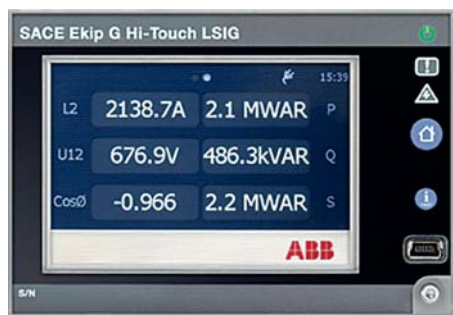 SACE Ekip G Hi-Touch LSIG
15:39
L2 2138.7A 2.1 MWAR P
U12 676.9V 486.3kVAR Q
CosØ -0.966 2.2 MWAR S
ABB
S/N